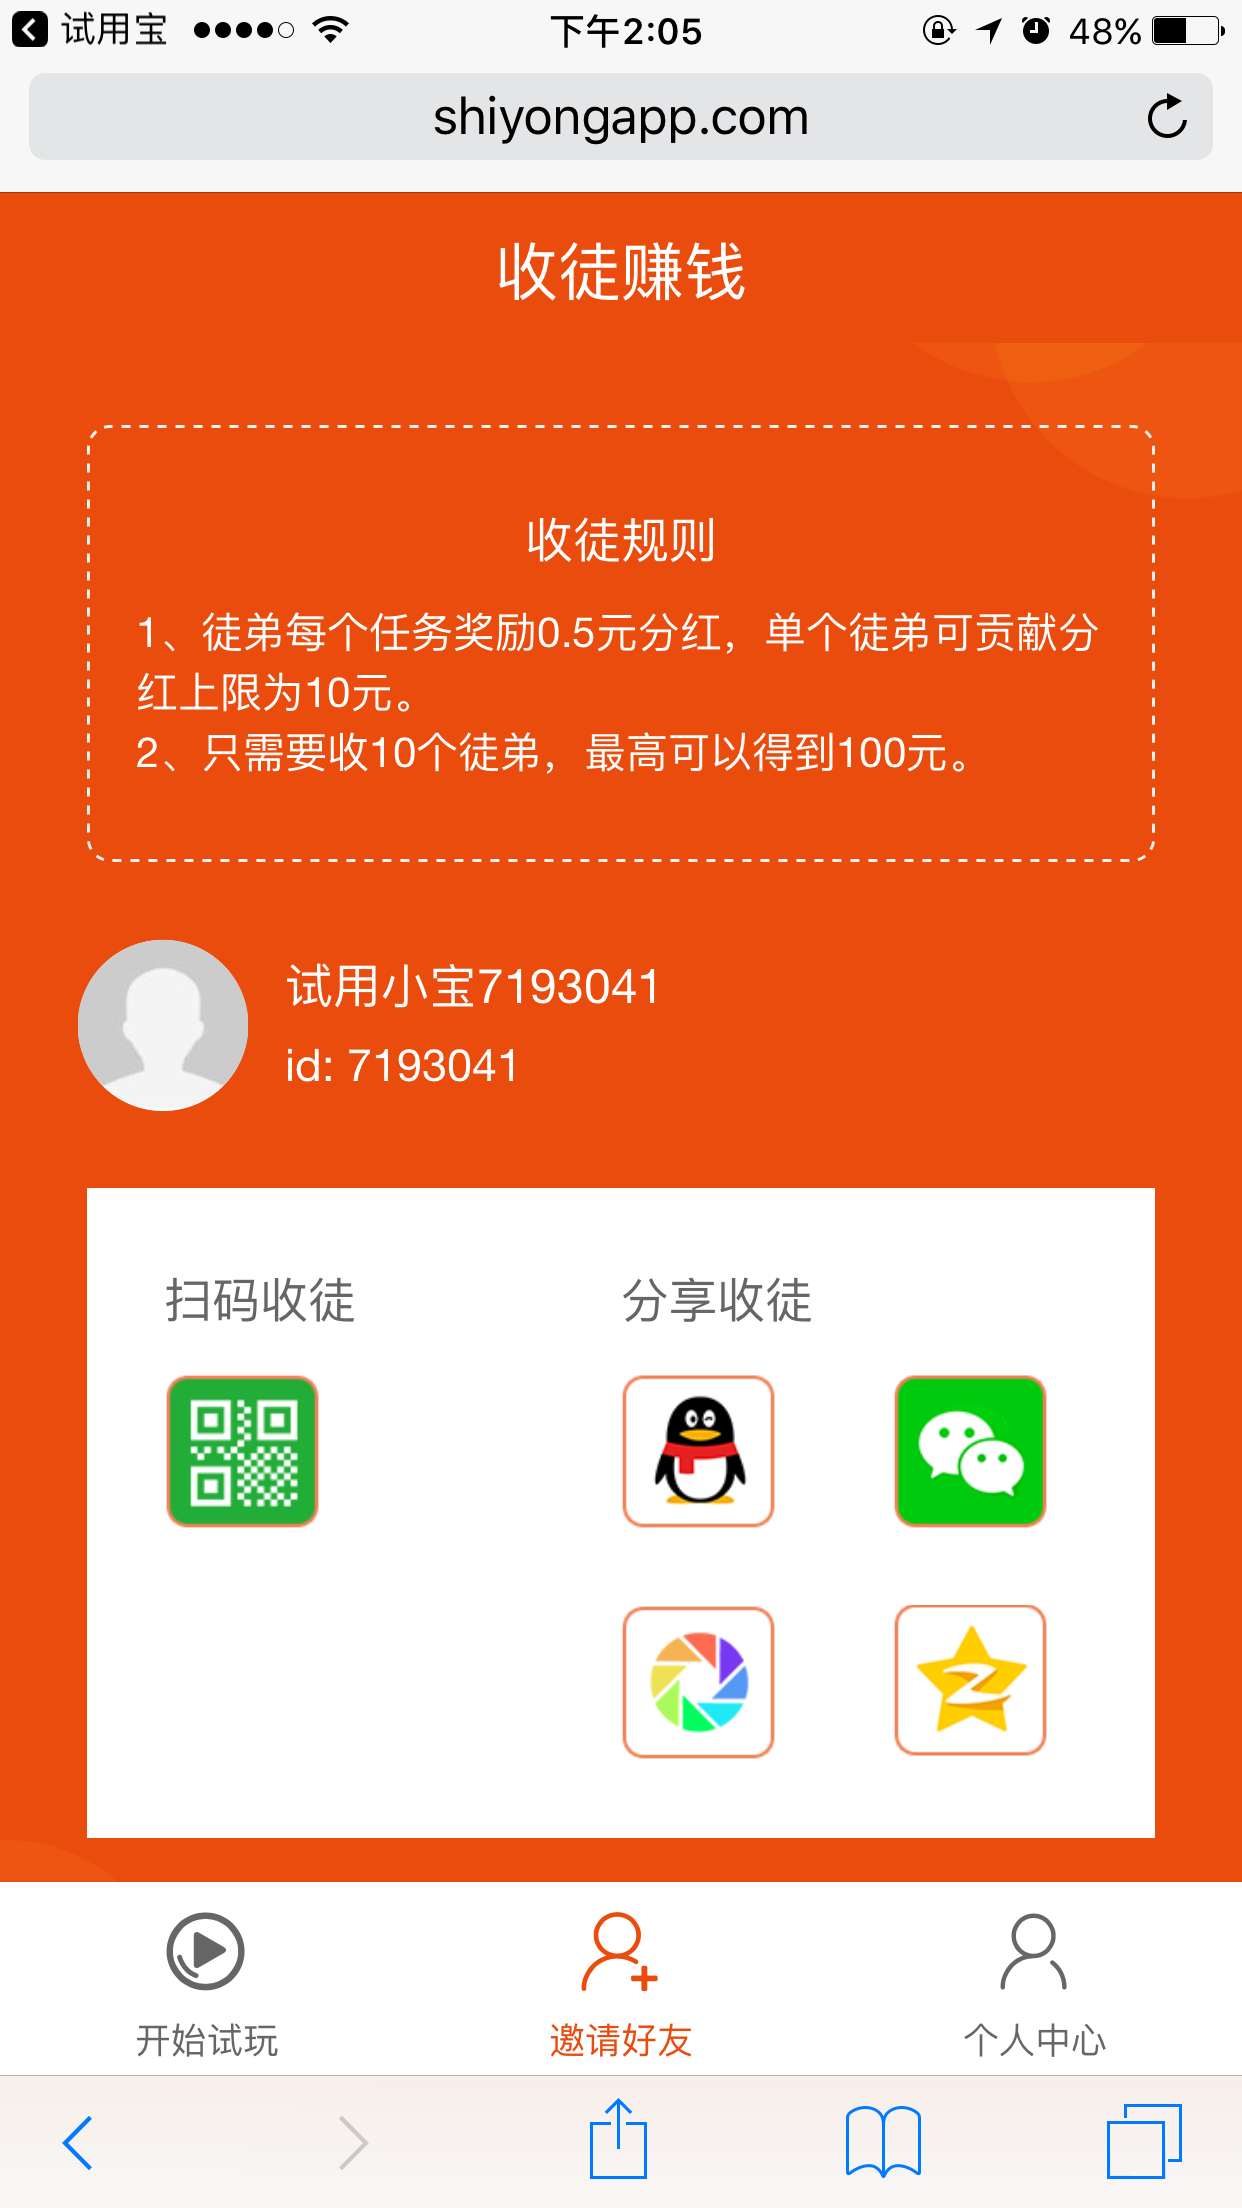 试用宝
下午2:05
48%
shiyongapp.com
收徒赚钱
收徒规则
1、徒弟每个任务奖励0.5元分红，单个徒弟可贡献分
红上限为10元。
2、只需要收10个徒弟，最高可以得到100元。
试用小宝7193041
id: 7193041
扫码收徒
分享收徒
开始试玩
邀请好友
个人中心